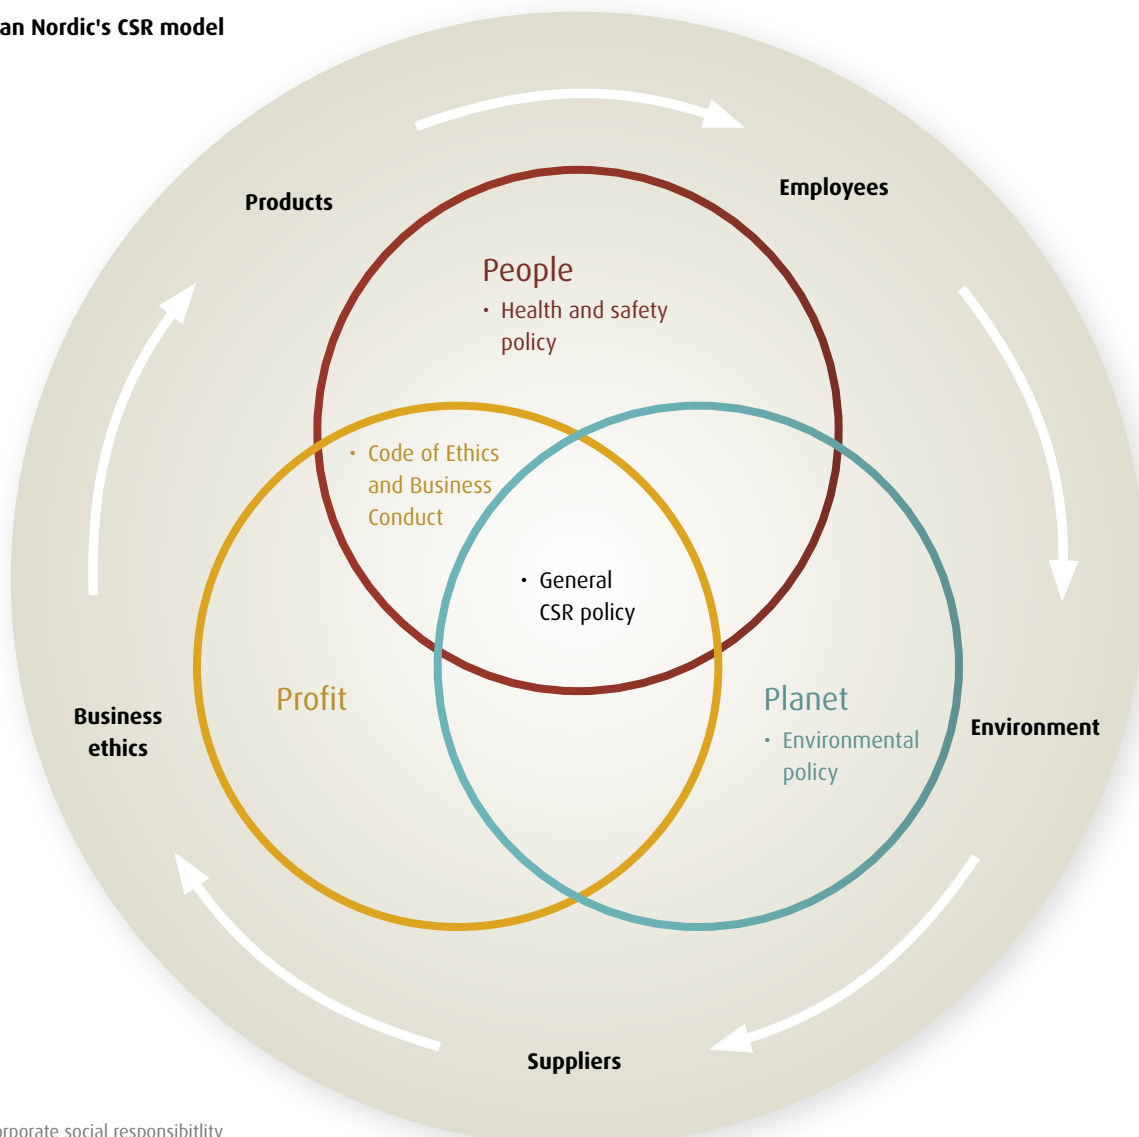 an Nordic's CSR model
Products
Employees
People
• Health and safety
policy
• Code of Ethics
and Business
Conduct
• General
CSR policy
Profit
Planet
• Environmental
policy
Business
ethics
Environment
Suppliers
orporate social responsibitlity